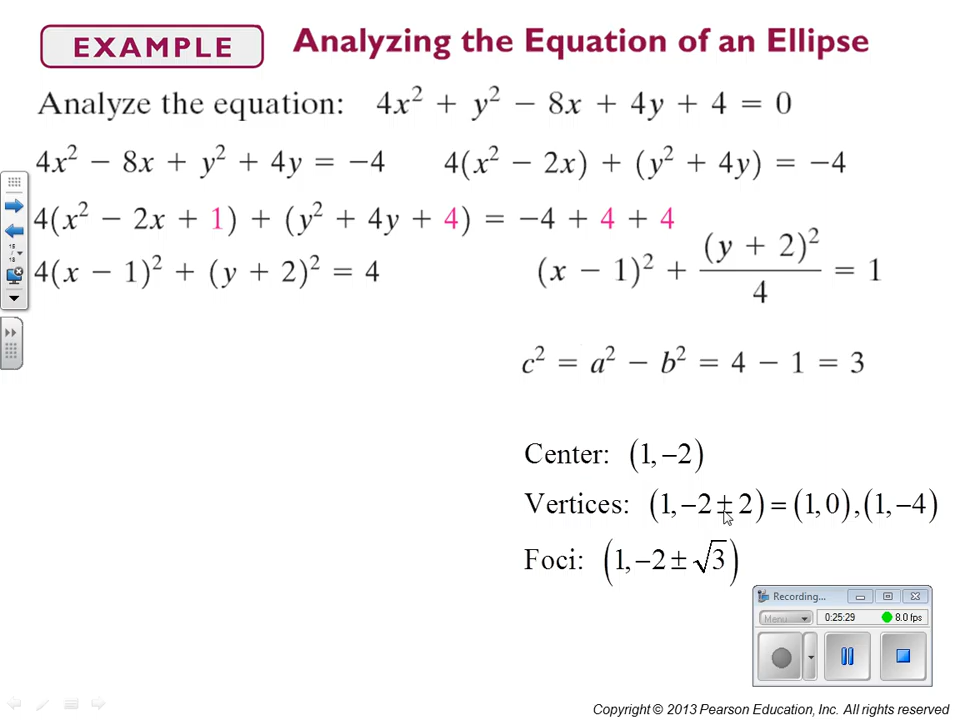 EXAMPLE Analyzing the Equation of an Ellipse
Analyze the equation: 4x² + y² − 8x + 4y + 4 = 0
4x² − 8x + y² + 4y = −4 4(x² − 2x) + (y² + 4y) = −4
4(x² − 2x + 1) + (y² + 4y + 4) = −4 + 4 + 4
4(x − 1)² + (y + 2)² = 4 (x − 1)² + (y + 2)²/4 = 1
15
/
18
c² = a² − b² = 4 − 1 = 3
Center: (1, −2)
Vertices: (1, −2 ± 2) = (1, 0), (1, −4)
Foci: (1, −2 ± √3)
Recording...
Menu 0:25:29 8.0 fps
Copyright © 2013 Pearson Education, Inc. All rights reserved